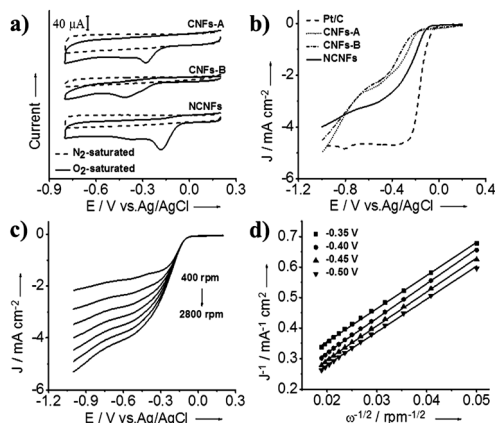 a)
40 μA
CNFs-A
CNFs-B
NCNFs
N2-saturated
O2-saturated
Current
-0.9 -0.6 -0.3 0.0 0.3
E / V vs.Ag/AgCl
b)
Pt/C
CNFs-A
CNFs-B
NCNFs
J / mA cm-2
0
-2
-4
-6
-1.2 -0.8 -0.4 0.0 0.4
E / V vs.Ag/AgCl
c)
400 rpm
2800 rpm
J / mA cm-2
0
-2
-4
-6
-1.2 -0.9 -0.6 -0.3 0.0 0.3
E / V vs.Ag/AgCl
d)
-0.35 V
-0.40 V
-0.45 V
-0.50 V
J-1 / mA-1 cm2
0.7
0.6
0.5
0.4
0.3
0.2
0.02 0.03 0.04 0.05
ω-1/2 / rpm-1/2